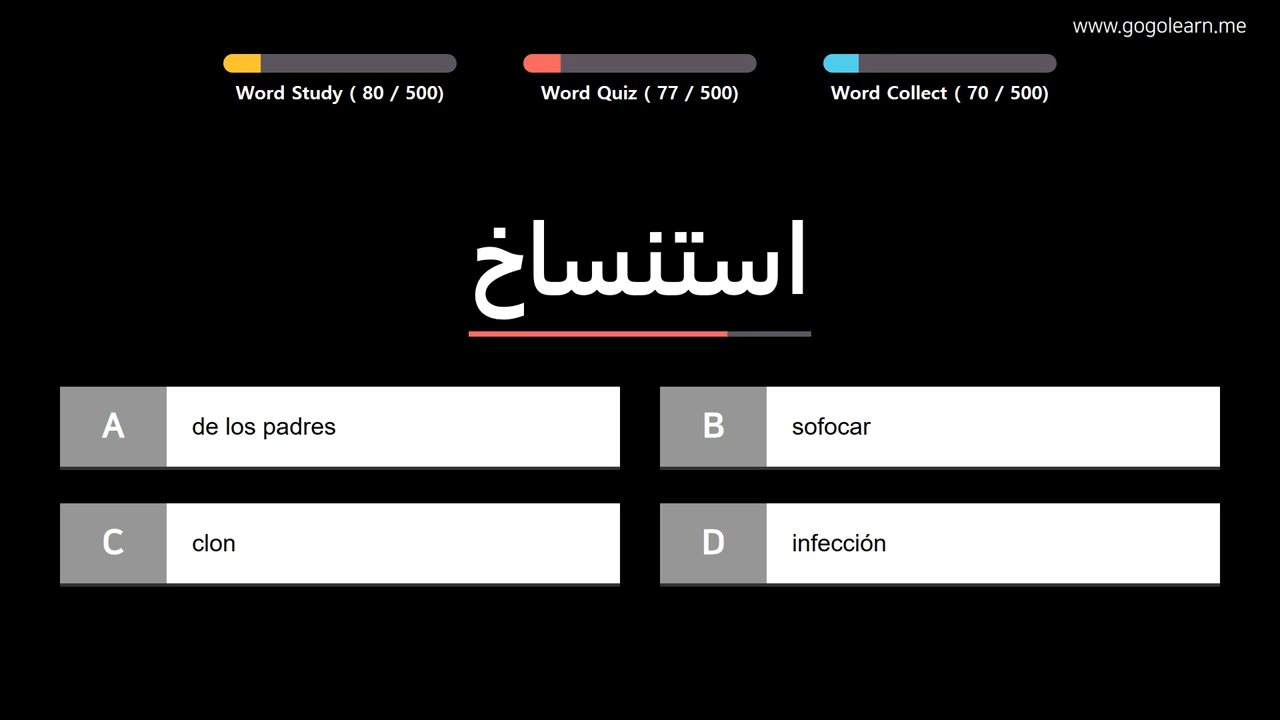 www.gogolearn.me
Word Study ( 80 / 500)
Word Quiz ( 77 / 500)
Word Collect ( 70 / 500)
استنساخ
A de los padres
B sofocar
C clon
D infección